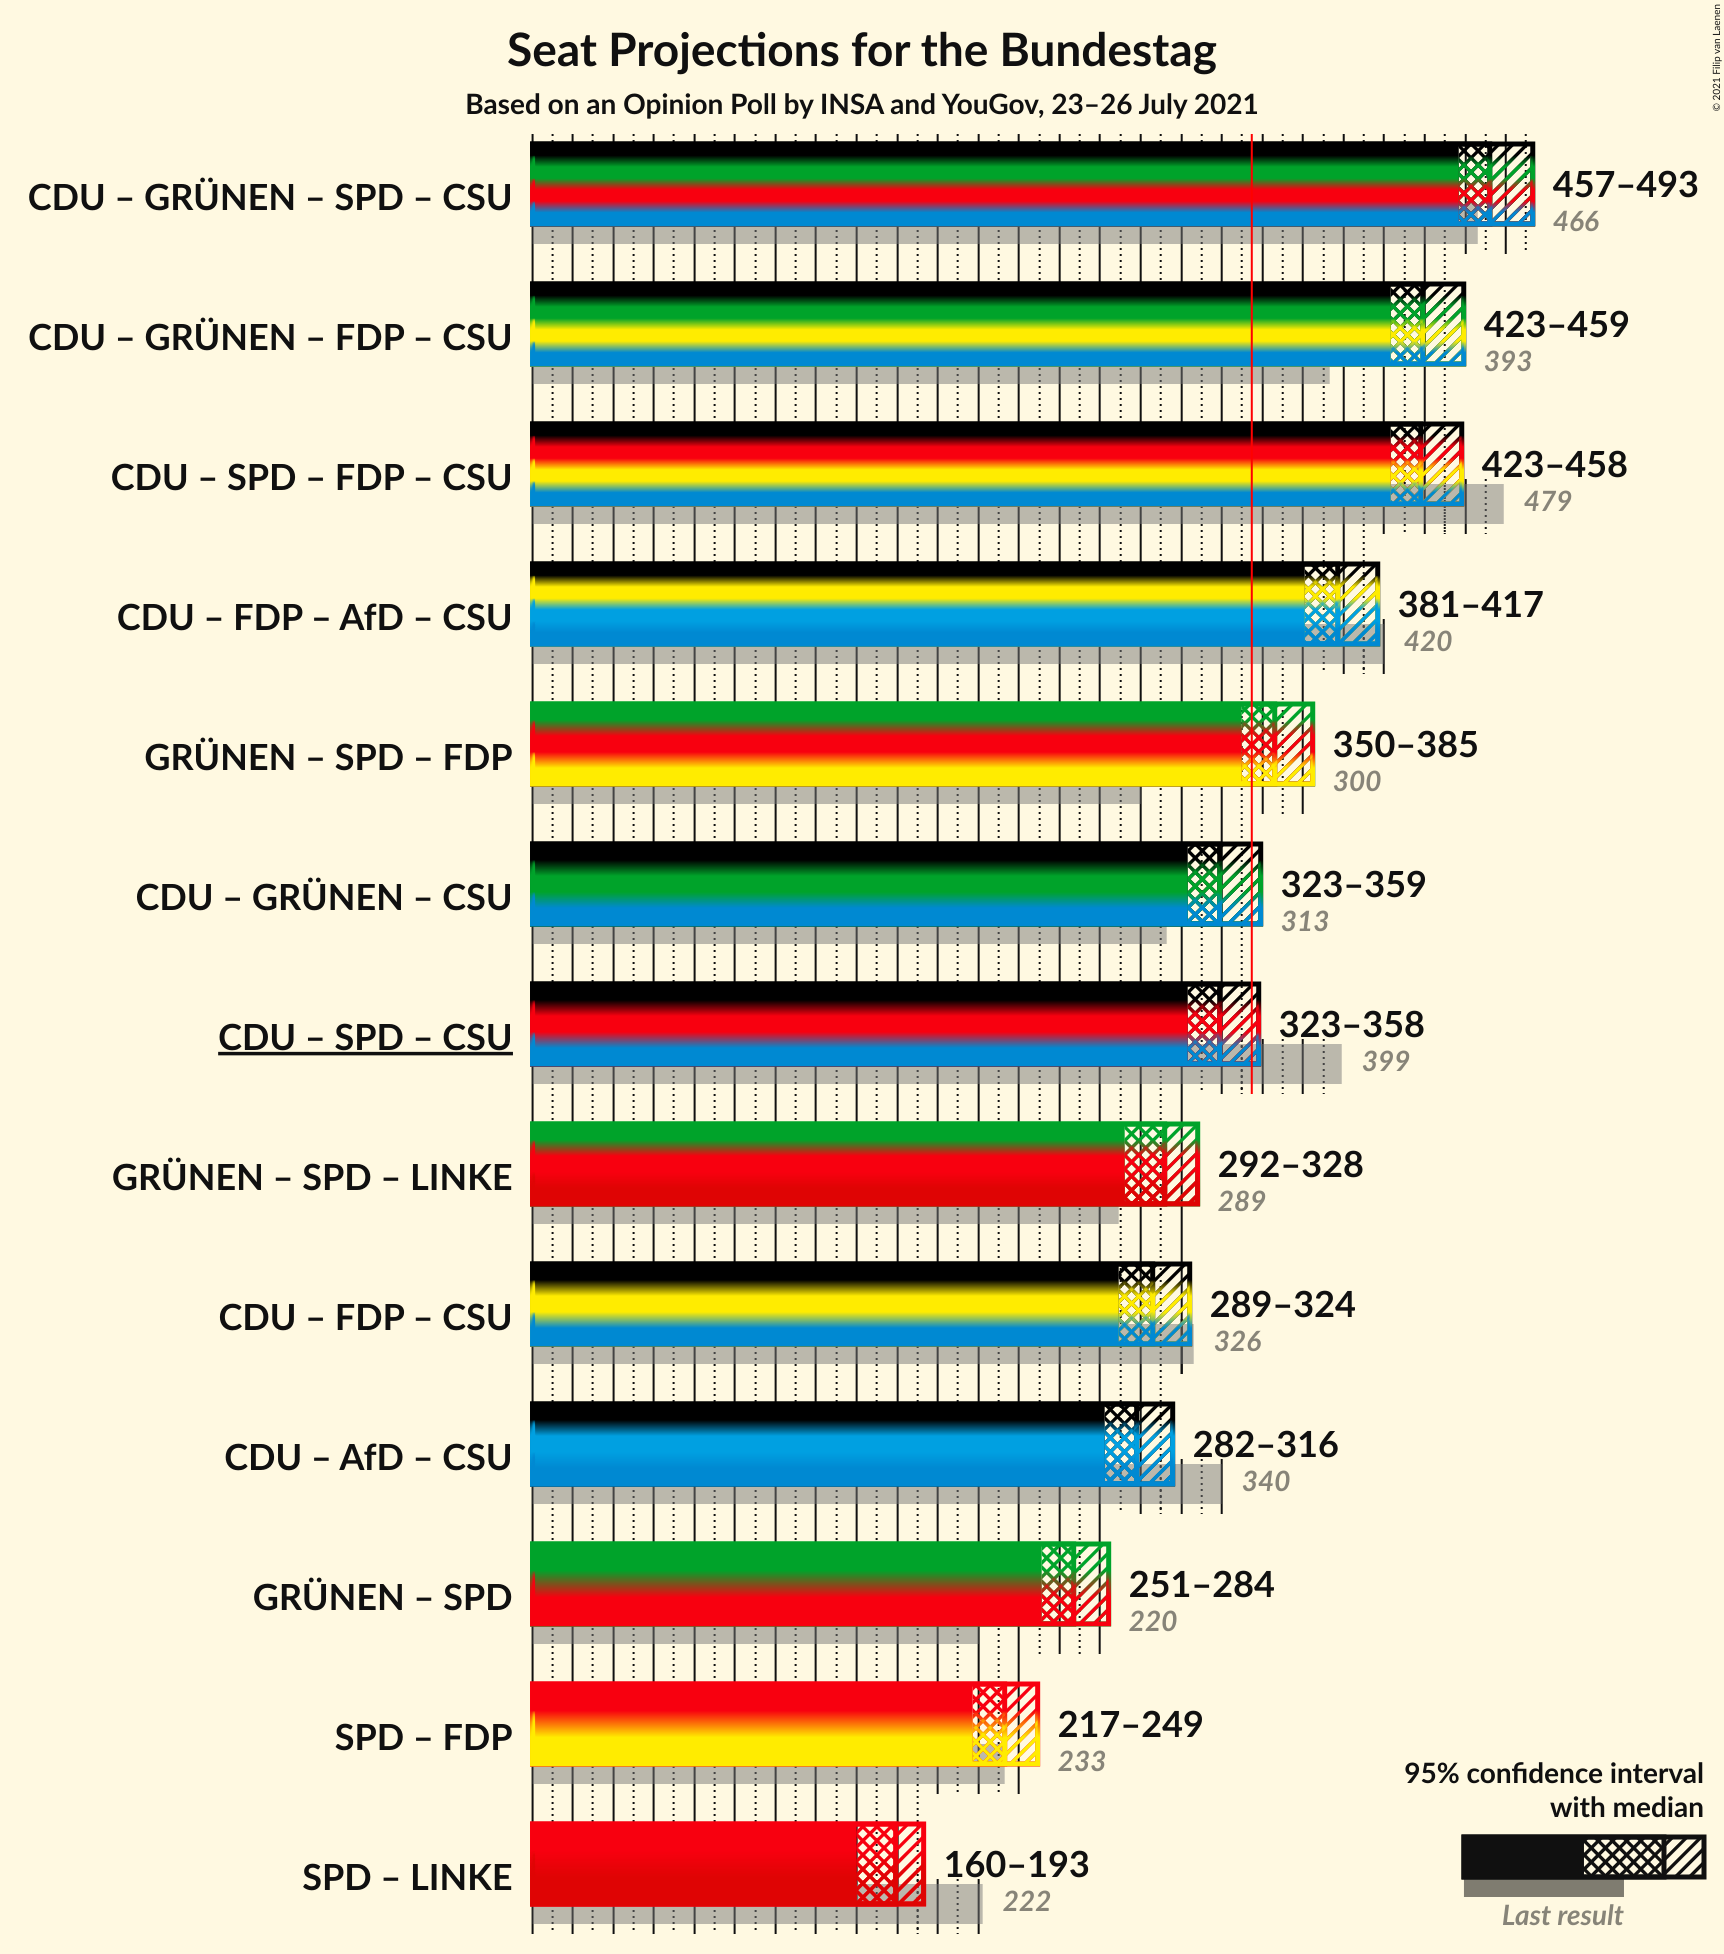 Seat Projections for the Bundestag
Based on an Opinion Poll by INSA and YouGov, 23–26 July 2021
© 2021 Filip van Laenen
CDU – GRÜNEN – SPD – CSU
457–493
466
CDU – GRÜNEN – FDP – CSU
423–459
393
CDU – SPD – FDP – CSU
423–458
479
CDU – FDP – AfD – CSU
381–417
420
GRÜNEN – SPD – FDP
350–385
300
CDU – GRÜNEN – CSU
323–359
313
CDU – SPD – CSU
323–358
399
GRÜNEN – SPD – LINKE
292–328
289
CDU – FDP – CSU
289–324
326
CDU – AfD – CSU
282–316
340
GRÜNEN – SPD
251–284
220
SPD – FDP
217–249
233
SPD – LINKE
160–193
222
95% confidence interval
with median
Last result